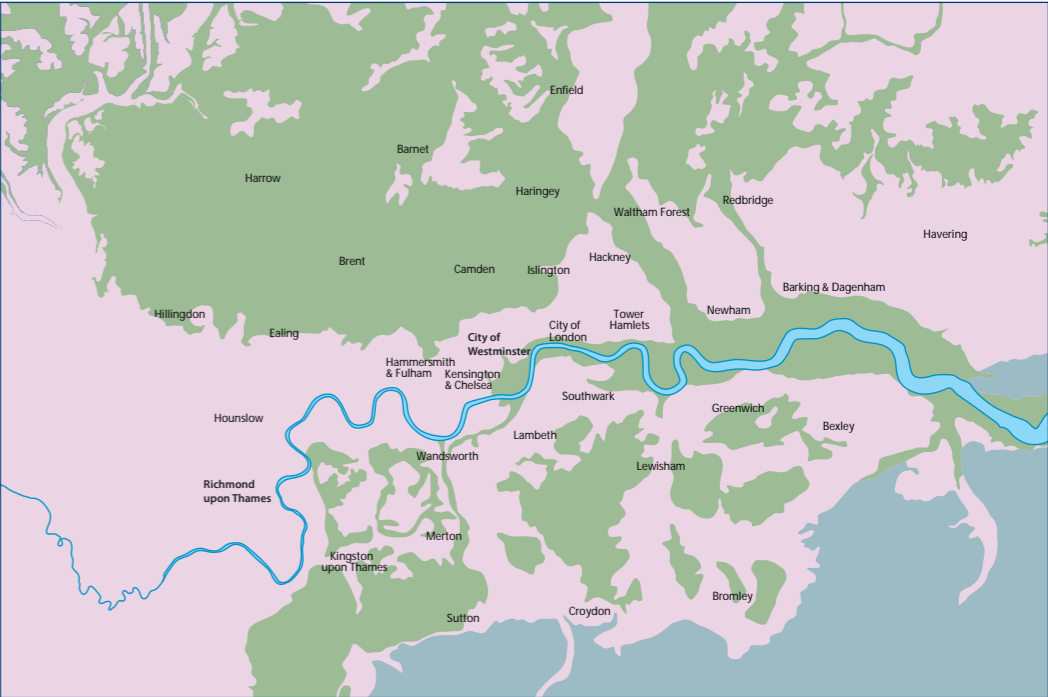 Enfield
Barnet
Harrow
Haringey
Redbridge
Waltham Forest
Havering
Hackney
Brent
Camden
Islington
Barking & Dagenham
Hillingdon
Newham
Tower
Hamlets
City of
London
Ealing
City of
Westminster
Hammersmith
& Fulham
Kensington
& Chelsea
Southwark
Greenwich
Hounslow
Bexley
Lambeth
Wandsworth
Lewisham
Richmond
upon Thames
Merton
Kingston
upon Thames
Bromley
Croydon
Sutton